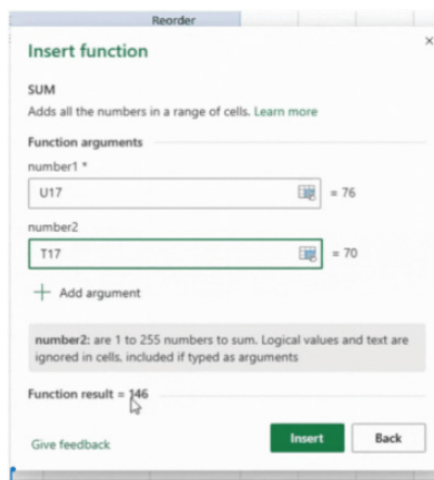 Reorder
Insert function
×
SUM
Adds all the numbers in a range of cells. Learn more
Function arguments
number1 *
U17 = 76
number2
T17 = 70
+ Add argument
number2: are 1 to 255 numbers to sum. Logical values and text are
ignored in cells, included if typed as arguments
Function result = 146
Give feedback Insert Back